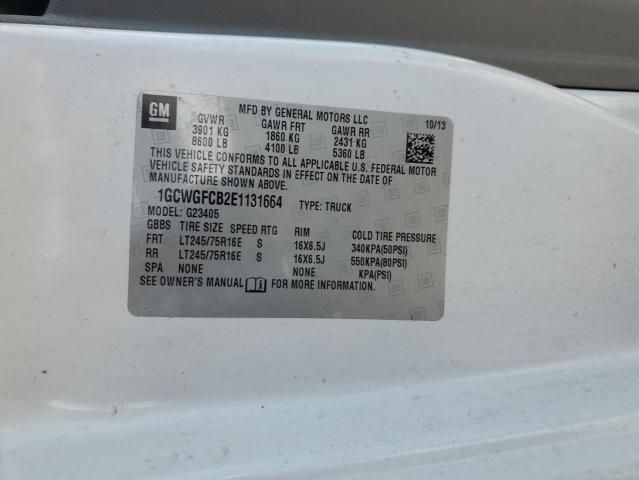 GM
MFD BY GENERAL MOTORS LLC
10/13
GVWR GAWR FRT GAWR RR
3901 KG 1860 KG 2431 KG
8600 LB 4100 LB 5360 LB
THIS VEHICLE CONFORMS TO ALL APPLICABLE U.S. FEDERAL MOTOR
VEHICLE SAFETY STANDARDS IN EFFECT ON THE DATE OF
MANUFACTURE SHOWN ABOVE.
1GCWGFCB2E1131664 TYPE: TRUCK
MODEL: G23405
GBBS TIRE SIZE SPEED RTG RIM COLD TIRE PRESSURE
FRT LT245/75R16E S 16X6.5J 340KPA(50PSI)
RR LT245/75R16E S 16X6.5J 550KPA(80PSI)
SPA NONE NONE KPA(PSI)
SEE OWNER'S MANUAL FOR MORE INFORMATION.